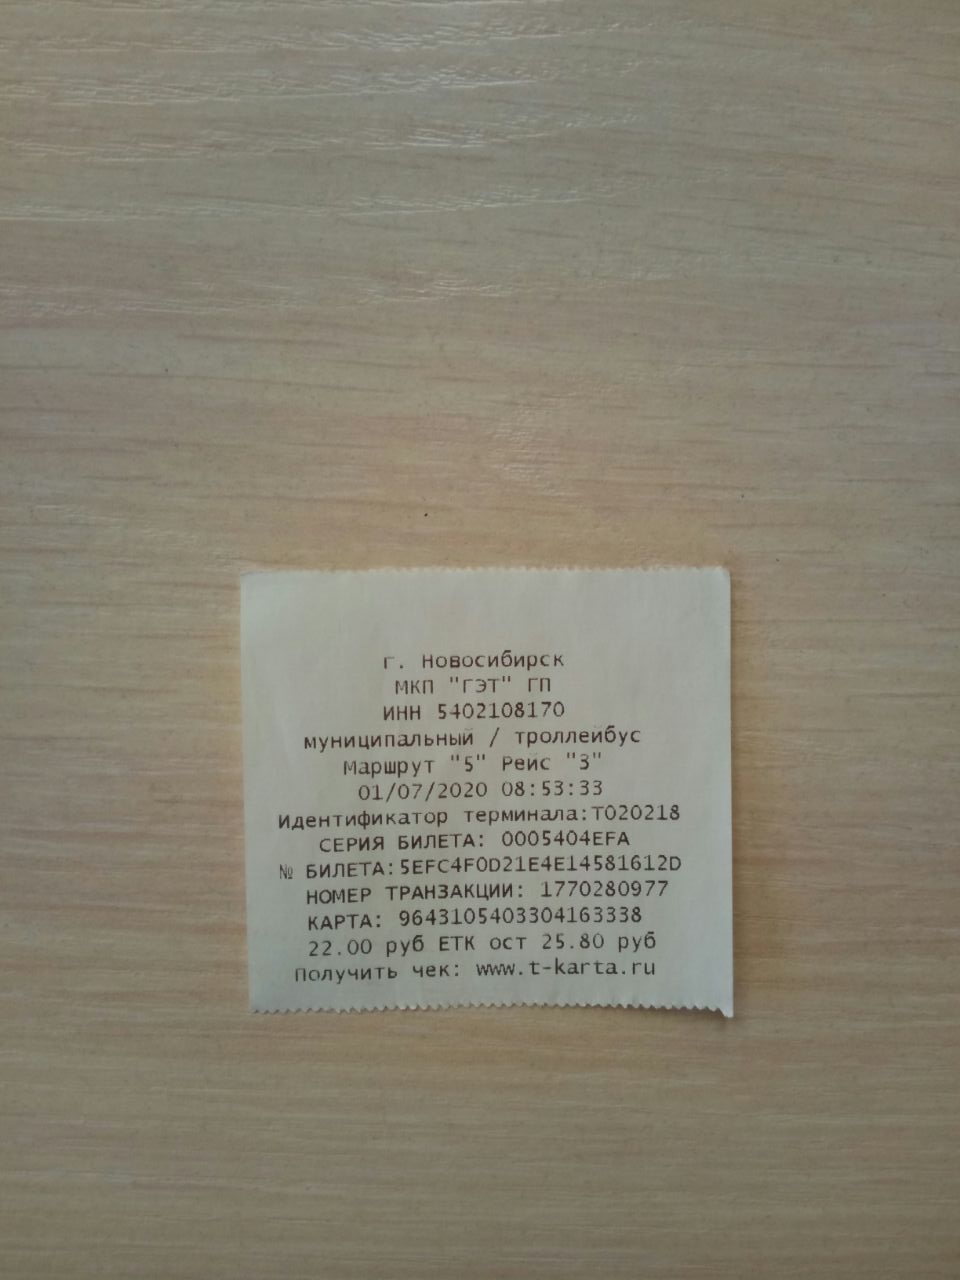 г. Новосибирск
МКП "ГЭТ" ГП
ИНН 5402108170
муниципальный / троллейбус
Маршрут "5" Рейс "3"
01/07/2020 08:53:33
Идентификатор терминала:T020218
СЕРИЯ БИЛЕТА: 0005404EFA
№ БИЛЕТА:5EFC4F0D21E4E14581612D
НОМЕР ТРАНЗАКЦИИ: 1770280977
КАРТА: 9643105403304163338
22.00 руб ЕТК ост 25.80 руб
Получить чек: www.t-karta.ru